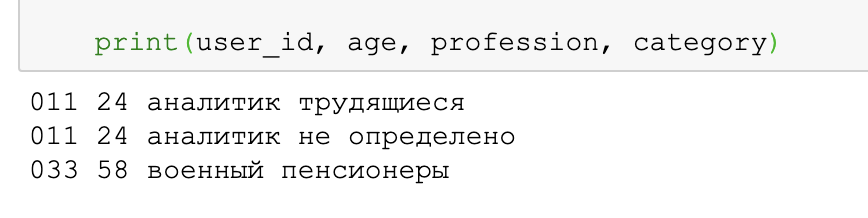 print(user_id, age, profession, category)
011 24 аналитик трудящиеся
011 24 аналитик не определено
033 58 военный пенсионеры